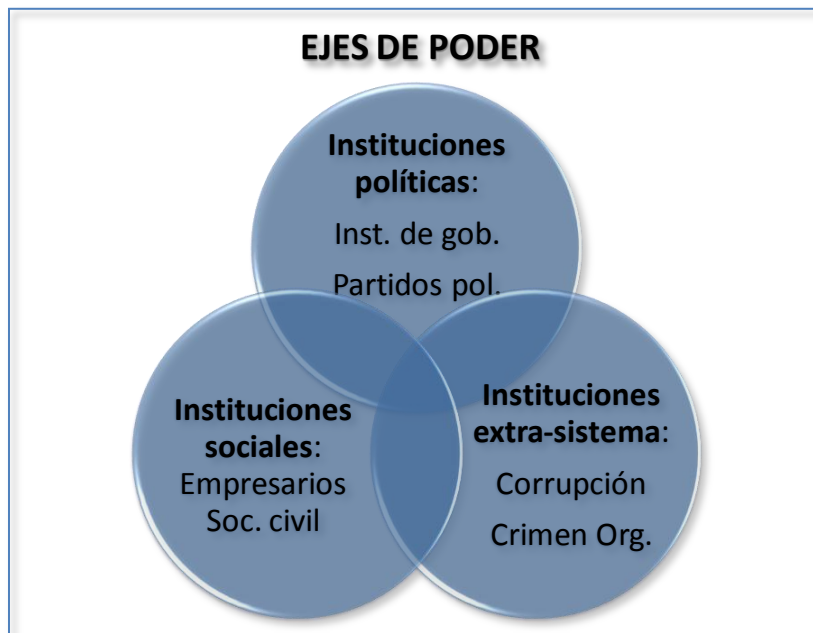 EJES DE PODER
Instituciones
políticas:
Inst. de gob.
Partidos pol.
Instituciones
sociales:
Empresarios
Soc. civil
Instituciones
extra-sistema:
Corrupción
Crimen Org.